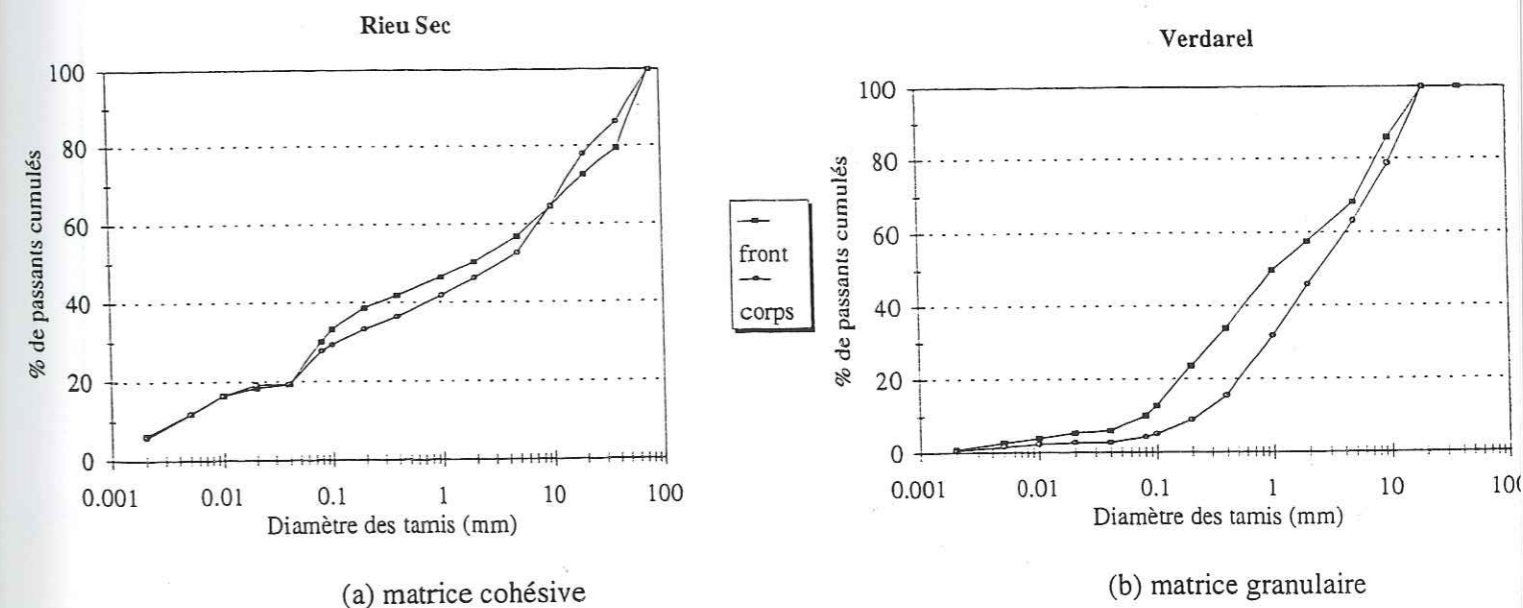 Rieu Sec
% de passants cumulés
100
80
60
40
20
0
0.001
0.01
0.1
1
10
100
Diamètre des tamis (mm)
(a) matrice cohésive
front
corps
Verdarel
% de passants cumulés
100
80
60
40
20
0
0.001
0.01
0.1
1
10
Diamètre des tamis (mm)
(b) matrice granulaire